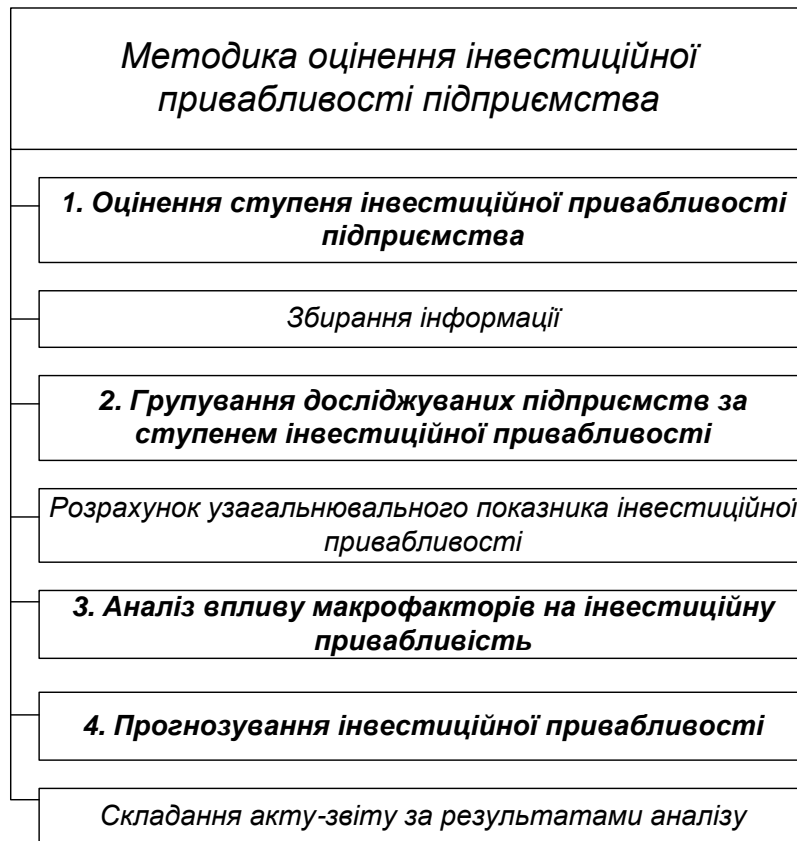 Методика оцінення інвестиційної
привабливості підприємства
1. Оцінення ступеня інвестиційної привабливості
підприємства
Збирання інформації
2. Групування досліджуваних підприємств за
ступенем інвестиційної привабливості
Розрахунок узагальнювального показника інвестиційної
привабливості
3. Аналіз впливу макрофакторів на інвестиційну
привабливість
4. Прогнозування інвестиційної привабливості
Складання акту-звіту за результатами аналізу